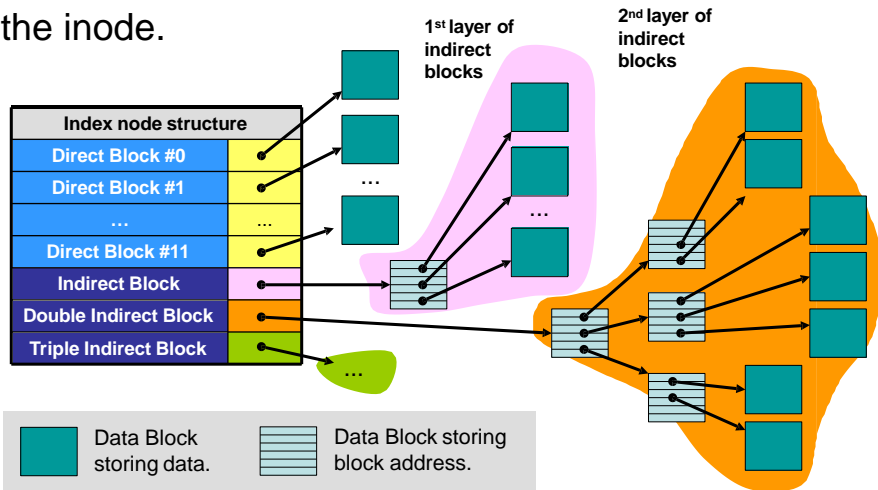 the inode.
1st layer of
indirect
blocks
2nd layer of
indirect
blocks
Index node structure
Direct Block #0
Direct Block #1
...
...
Direct Block #11
Indirect Block
Double Indirect Block
Triple Indirect Block
...
...
...
Data Block
storing data.
Data Block storing
block address.